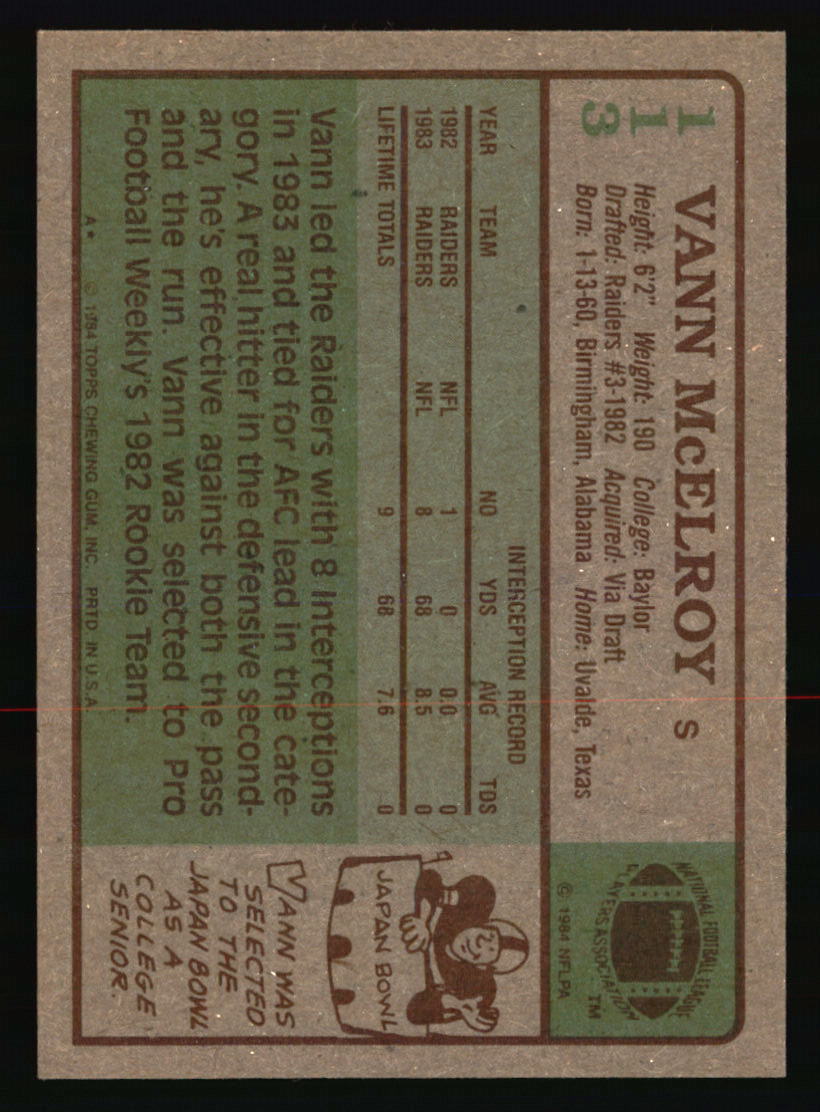 113
VANN McELROY S
Height: 6'2" Weight: 190 College: Baylor
Drafted: Raiders #3-1982 Acquired: Via Draft
Born: 1-13-60, Birmingham, Alabama Home: Uvalde, Texas
NATIONAL FOOTBALL LEAGUE
PLAYERS ASSOCIATION TM
© 1984 NFLPA
INTERCEPTION RECORD
YEAR TEAM NO YDS AVG TDS
1982 RAIDERS NFL 1 0 0.0 0
1983 RAIDERS NFL 8 68 8.5 0
LIFETIME TOTALS 9 68 7.6 0
Vann led the Raiders with 8 Interceptions
in 1983 and tied for AFC lead in the cate-
gory. A real hitter in the defensive second-
ary, he's effective against both the pass
and the run. Vann was selected to Pro
Football Weekly's 1982 Rookie Team.
A* © 1984 TOPPS CHEWING GUM, INC. PRTD. IN U.S.A.
JAPAN BOWL
VANN WAS
SELECTED
TO THE
JAPAN BOWL
AS A
COLLEGE
SENIOR.